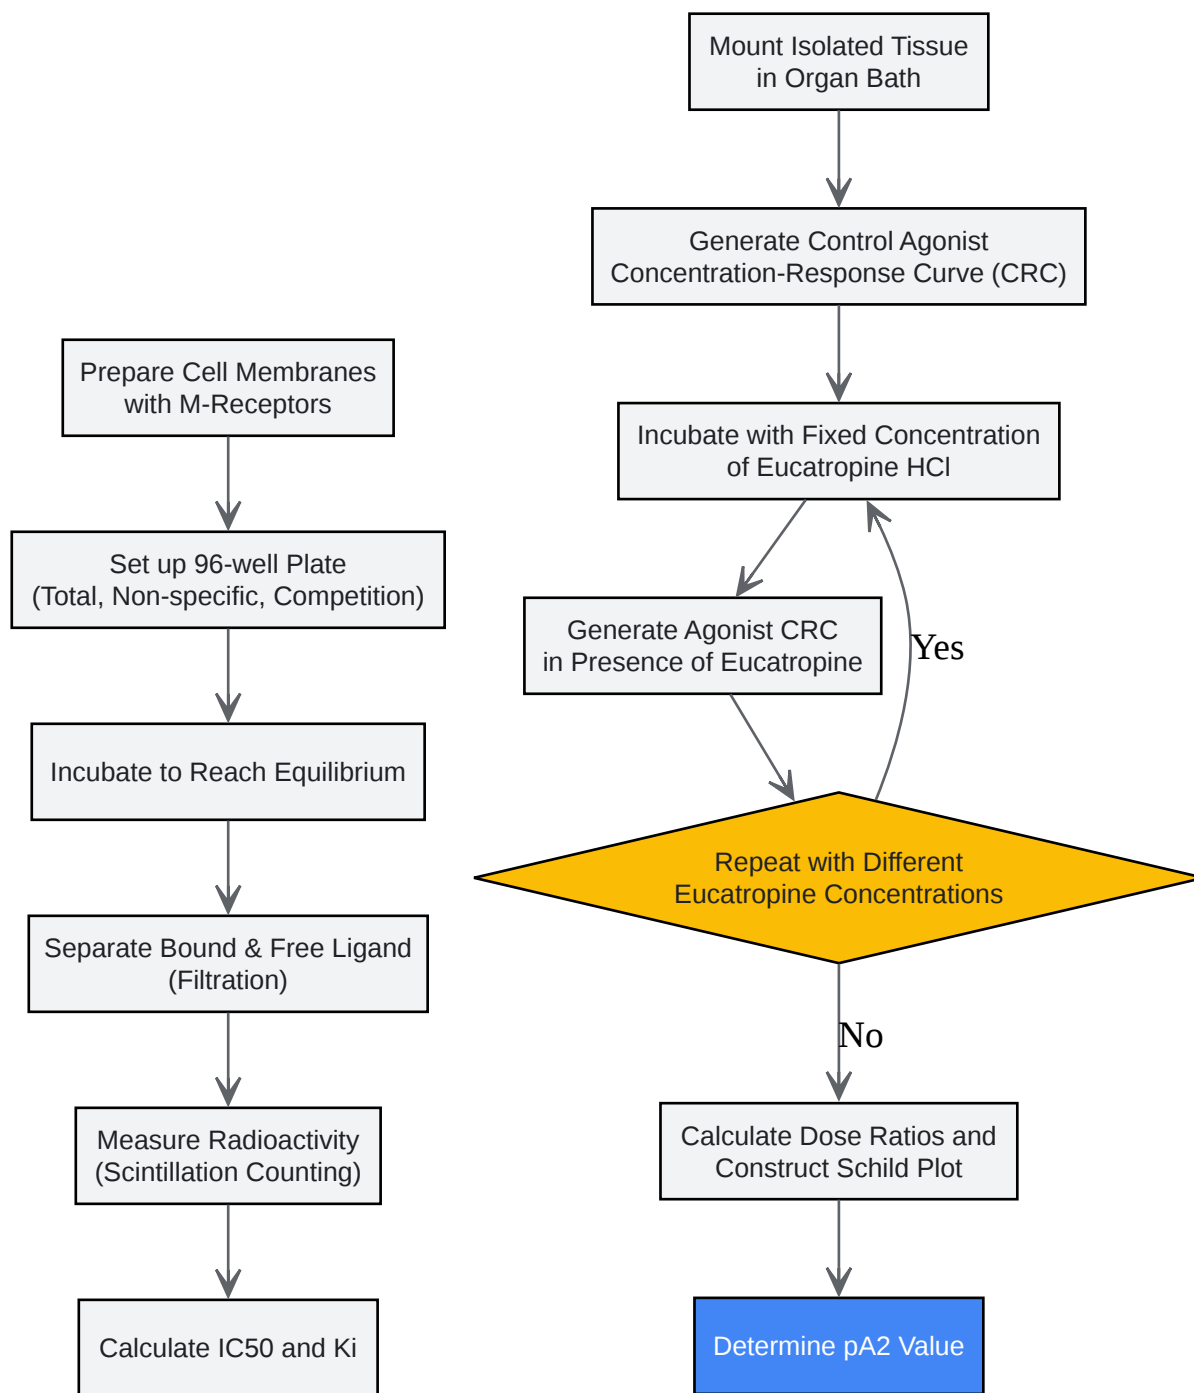 Prepare Cell Membranes
with M-Receptors
Set up 96-well Plate
(Total, Non-specific, Competition)
Incubate to Reach Equilibrium
Separate Bound & Free Ligand
(Filtration)
Measure Radioactivity
(Scintillation Counting)
Calculate IC50 and Ki
Mount Isolated Tissue
in Organ Bath
Generate Control Agonist
Concentration-Response Curve (CRC)
Incubate with Fixed Concentration
of Eucatropine HCl
Generate Agonist CRC
in Presence of Eucatropine
Yes
Repeat with Different
Eucatropine Concentrations
No
Calculate Dose Ratios and
Construct Schild Plot
Determine pA2 Value